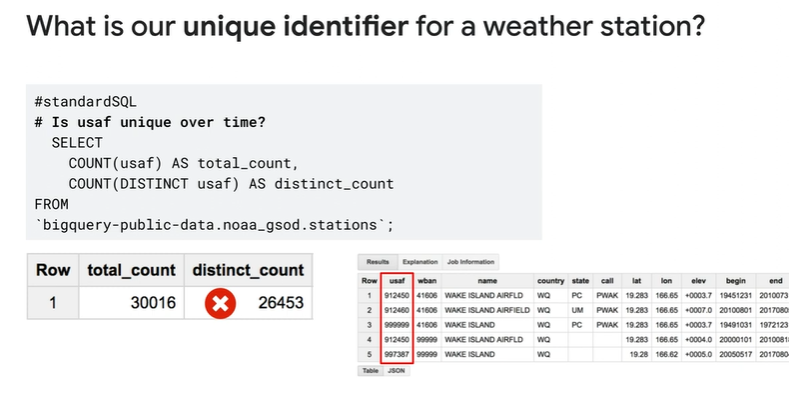 What is our unique identifier for a weather station?
#standardSQL
# Is usaf unique over time?
SELECT
COUNT(usaf) AS total_count,
COUNT(DISTINCT usaf) AS distinct_count
FROM
`bigquery-public-data.noaa_gsod.stations`;
Row total_count distinct_count
1 30016 26453
Results Explanation Job Information
Row usaf wban name country state call lat lon elev begin end
1 912450 41606 WAKE ISLAND AIRFLD WQ PC PWAK 19.283 166.65 +0003.7 19451231 2010073
2 912460 41606 WAKE ISLAND AIRFIELD WQ UM PWAK 19.283 166.65 +0007.0 20100801 2017080
3 999999 41606 WAKE ISLAND WQ PC PWAK 19.283 166.65 +0003.7 19491031 1972123
4 912450 99999 WAKE ISLAND AIRFLD WQ 19.283 166.65 +0004.0 20000101 2010081
5 997387 99999 WAKE ISLAND WQ 19.28 166.62 +0005.0 20050517 2017080
Table JSON